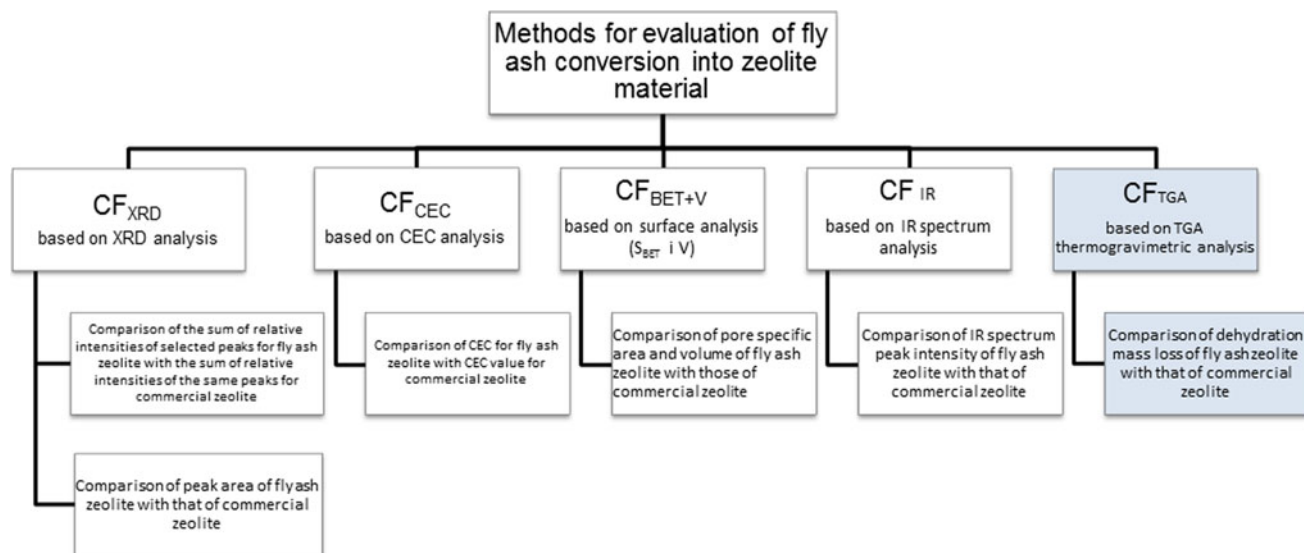 Methods for evaluation of fly
ash conversion into zeolite
material
CF_XRD
based on XRD analysis
CF_CEC
based on CEC analysis
CF_BET+V
based on surface analysis
(S_BET i V)
CF IR
based on IR spectrum
analysis
CF_TGA
based on TGA
thermogravimetric analysis
Comparison of the sum of relative
intensities of selected peaks for fly ash
zeolite with the sum of relative
intensities of the same peaks for
commercial zeolite
Comparison of CEC for fly ash
zeolite with CEC value for
commercial zeolite
Comparison of pore specific
area and volume of fly ash
zeolite with those of
commercial zeolite
Comparison of IR spectrum
peak intensity of fly ash
zeolite with that of
commercial zeolite
Comparison of dehydration
mass loss of fly ash zeolite
with that of commercial
zeolite
Comparison of peak area of fly ash
zeolite with that of commercial
zeolite